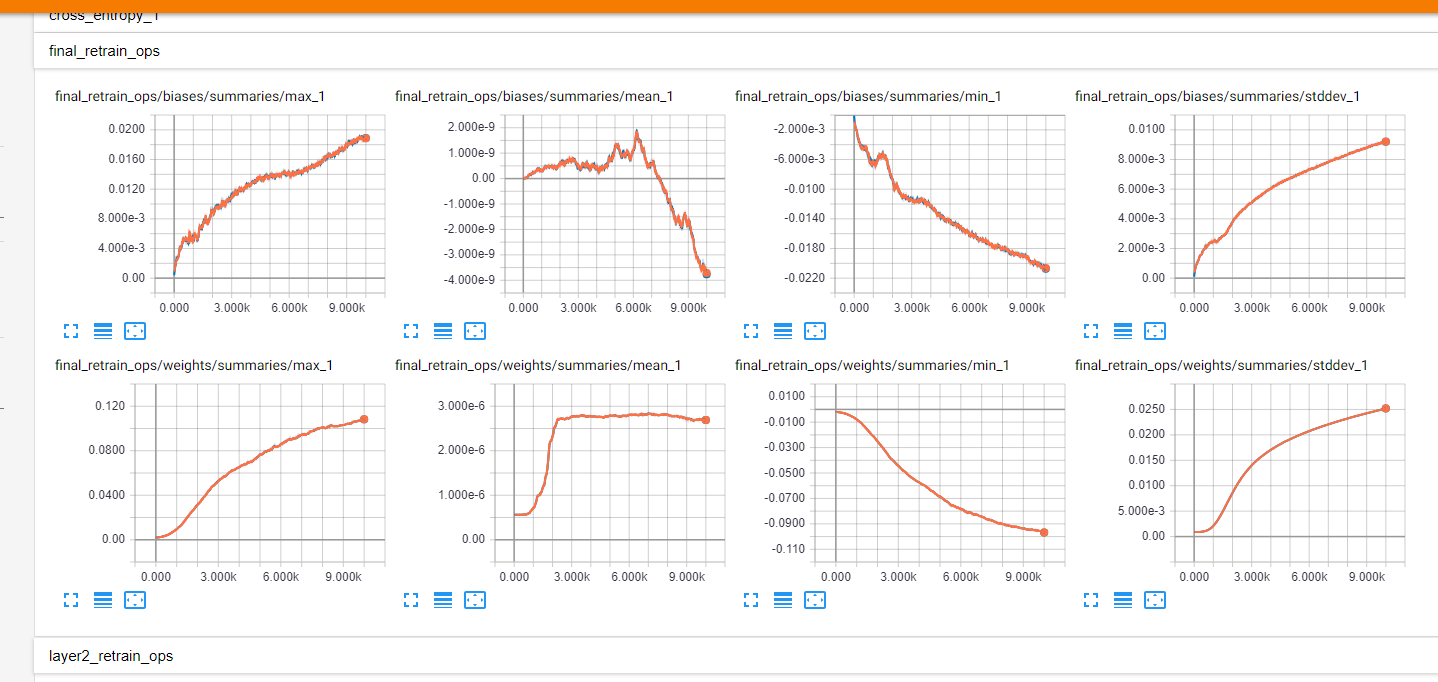 cross_entropy_1
final_retrain_ops
final_retrain_ops/biases/summaries/max_1
0.0200
0.0160
0.0120
8.000e-3
4.000e-3
0.00
0.000 3.000k 6.000k 9.000k
final_retrain_ops/biases/summaries/mean_1
2.000e-9
1.000e-9
0.00
-1.000e-9
-2.000e-9
-3.000e-9
-4.000e-9
0.000 3.000k 6.000k 9.000k
final_retrain_ops/biases/summaries/min_1
-2.000e-3
-6.000e-3
-0.0100
-0.0140
-0.0180
-0.0220
0.000 3.000k 6.000k 9.000k
final_retrain_ops/biases/summaries/stddev_1
0.0100
8.000e-3
6.000e-3
4.000e-3
2.000e-3
0.00
0.000 3.000k 6.000k 9.000k
final_retrain_ops/weights/summaries/max_1
0.120
0.0800
0.0400
0.00
0.000 3.000k 6.000k 9.000k
final_retrain_ops/weights/summaries/mean_1
3.000e-6
2.000e-6
1.000e-6
0.00
0.000 3.000k 6.000k 9.000k
final_retrain_ops/weights/summaries/min_1
0.0100
-0.0100
-0.0300
-0.0500
-0.0700
-0.0900
-0.110
0.000 3.000k 6.000k 9.000k
final_retrain_ops/weights/summaries/stddev_1
0.0250
0.0200
0.0150
0.0100
5.000e-3
0.00
0.000 3.000k 6.000k 9.000k
layer2_retrain_ops